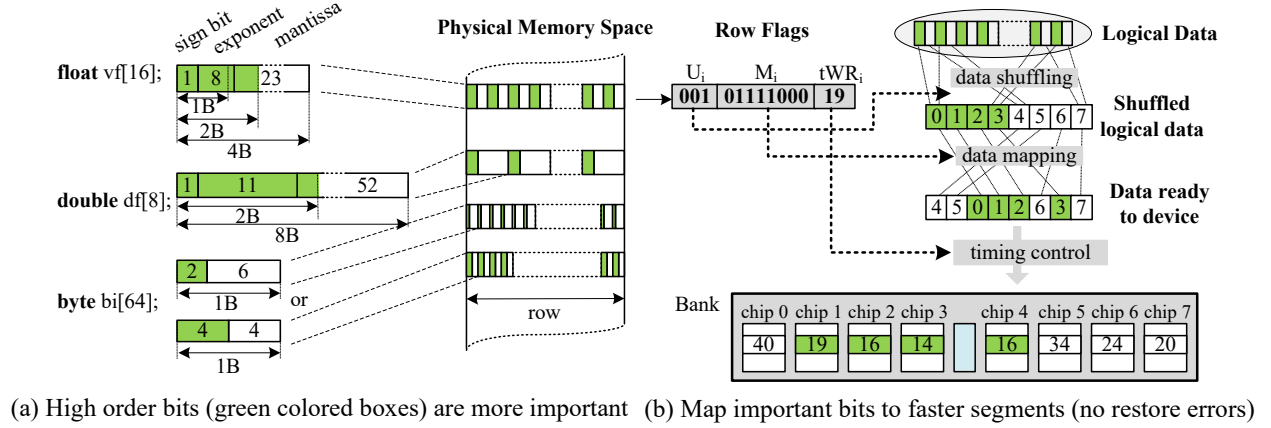 sign bit
exponent
mantissa
float vf[16];
1 8 23
1B
2B
4B
double df[8];
1 11 52
2B
8B
byte bi[64];
2 6
1B
or
4 4
1B
Physical Memory Space
row
(a) High order bits (green colored boxes) are more important
Row Flags
Ui Mi tWRi
001 01111000 19
Logical Data
data shuffling
0 1 2 3 4 5 6 7
Shuffled
logical data
data mapping
4 5 0 1 2 6 3 7
Data ready
to device
timing control
Bank
chip 0 chip 1 chip 2 chip 3 chip 4 chip 5 chip 6 chip 7
40 19 16 14 16 34 24 20
(b) Map important bits to faster segments (no restore errors)